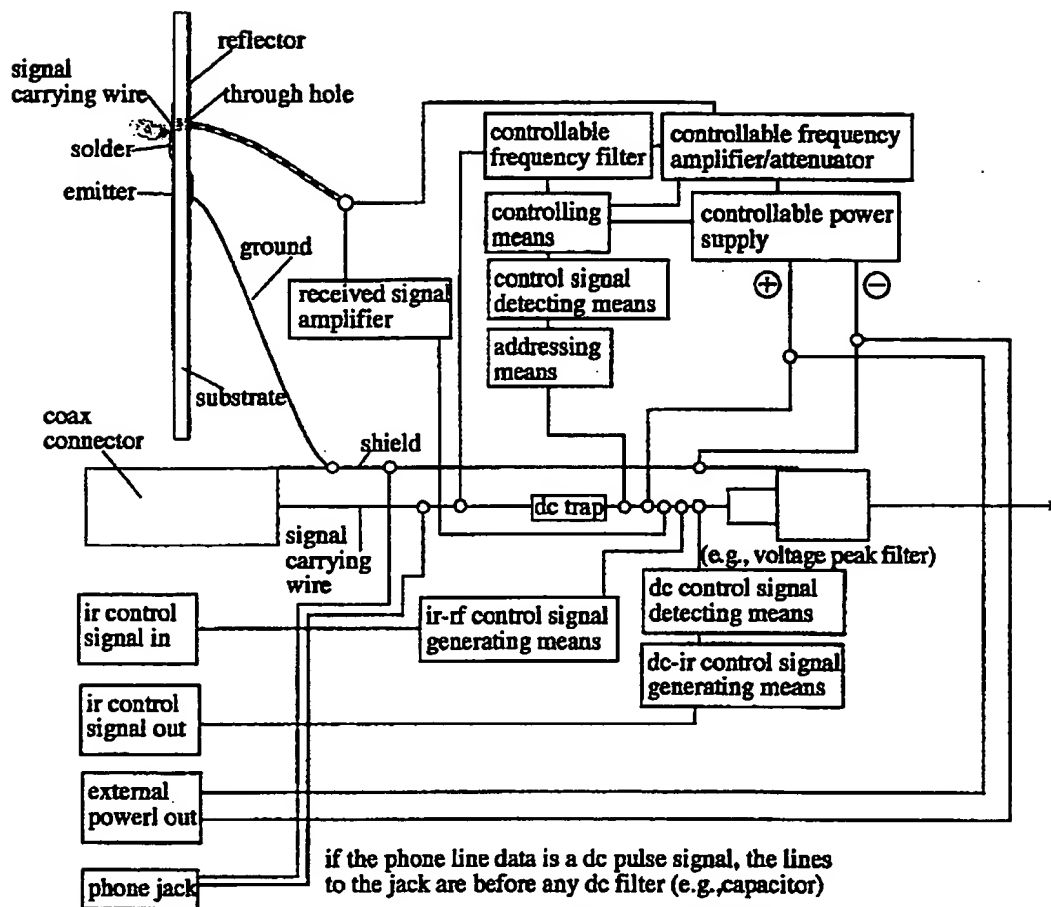 reflector
signal
carrying wire
through hole
solder
emitter
ground
substrate
received signal
amplifier
controllable
frequency filter
controllable frequency
amplifier/attenuator
controlling
means
controllable power
supply
control signal
detecting means
+
−
addressing
means
coax
connector
shield
dc trap
signal
carrying
wire
(e.g., voltage peak filter)
ir control
signal in
ir-rf control signal
generating means
dc control signal
detecting means
dc-ir control signal
generating means
ir control
signal out
external
powerl out
phone jack
if the phone line data is a dc pulse signal, the lines
to the jack are before any dc filter (e.g.,capacitor)